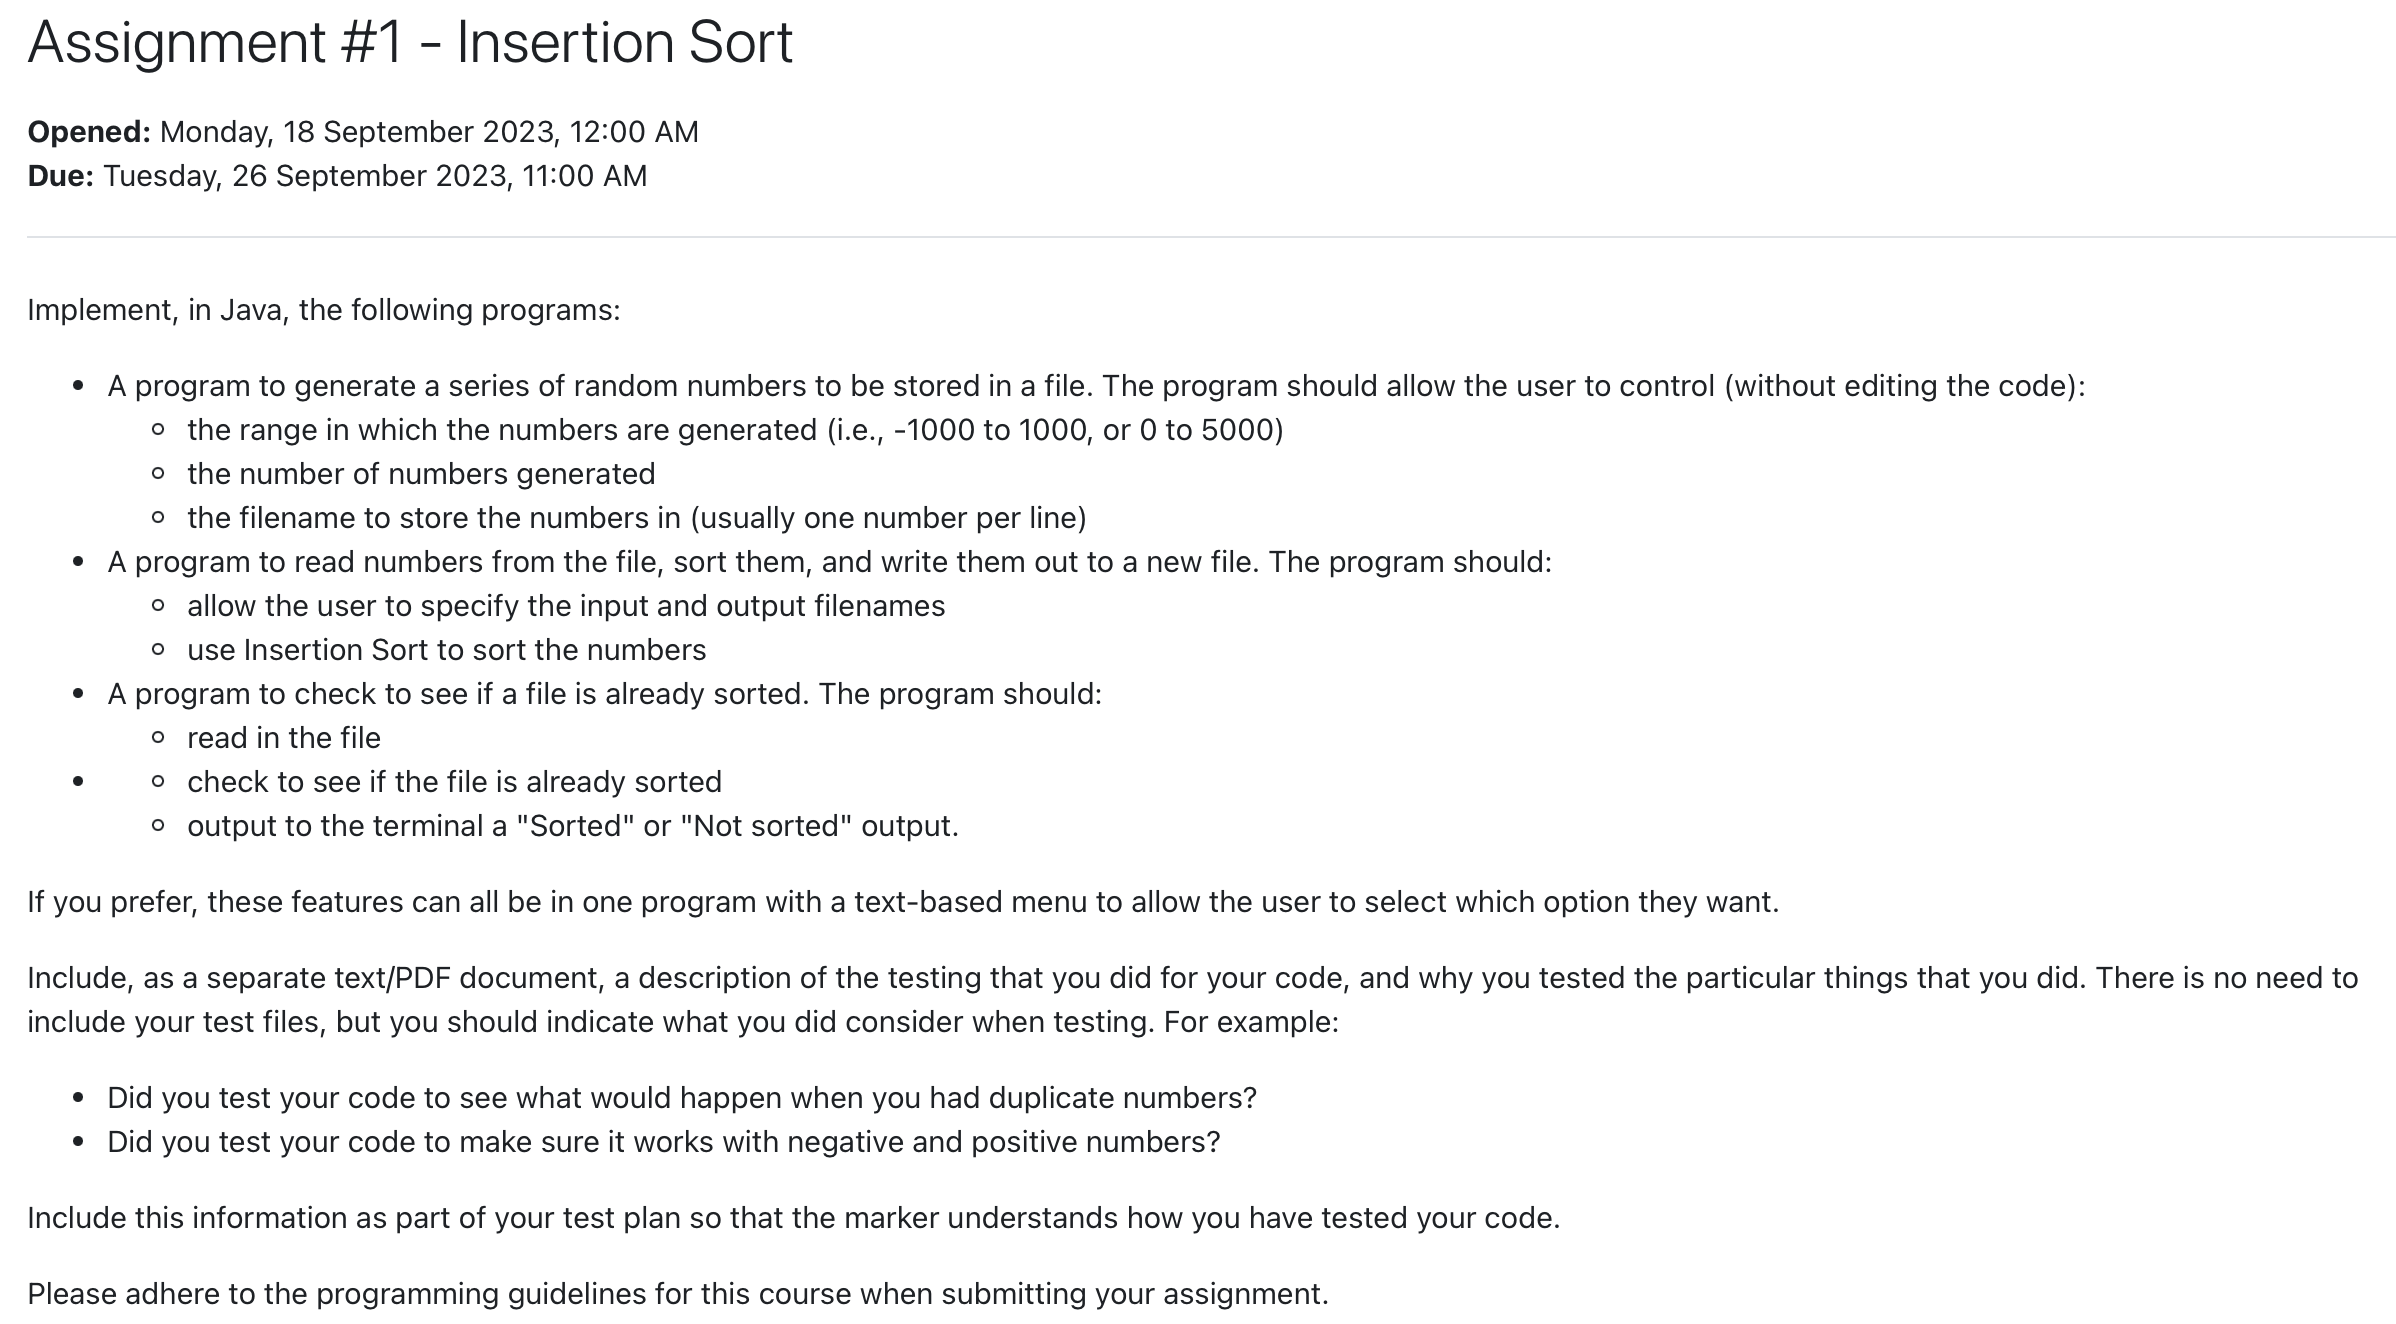 Assignment #1 - Insertion Sort
Opened: Monday, 18 September 2023, 12:00 AM
Due: Tuesday, 26 September 2023, 11:00 AM
Implement, in Java, the following programs:
• A program to generate a series of random numbers to be stored in a file. The program should allow the user to control (without editing the code):
◦ the range in which the numbers are generated (i.e., -1000 to 1000, or 0 to 5000)
◦ the number of numbers generated
◦ the filename to store the numbers in (usually one number per line)
• A program to read numbers from the file, sort them, and write them out to a new file. The program should:
◦ allow the user to specify the input and output filenames
◦ use Insertion Sort to sort the numbers
• A program to check to see if a file is already sorted. The program should:
◦ read in the file
• ◦ check to see if the file is already sorted
◦ output to the terminal a "Sorted" or "Not sorted" output.
If you prefer, these features can all be in one program with a text-based menu to allow the user to select which option they want.
Include, as a separate text/PDF document, a description of the testing that you did for your code, and why you tested the particular things that you did. There is no need to
include your test files, but you should indicate what you did consider when testing. For example:
• Did you test your code to see what would happen when you had duplicate numbers?
• Did you test your code to make sure it works with negative and positive numbers?
Include this information as part of your test plan so that the marker understands how you have tested your code.
Please adhere to the programming guidelines for this course when submitting your assignment.